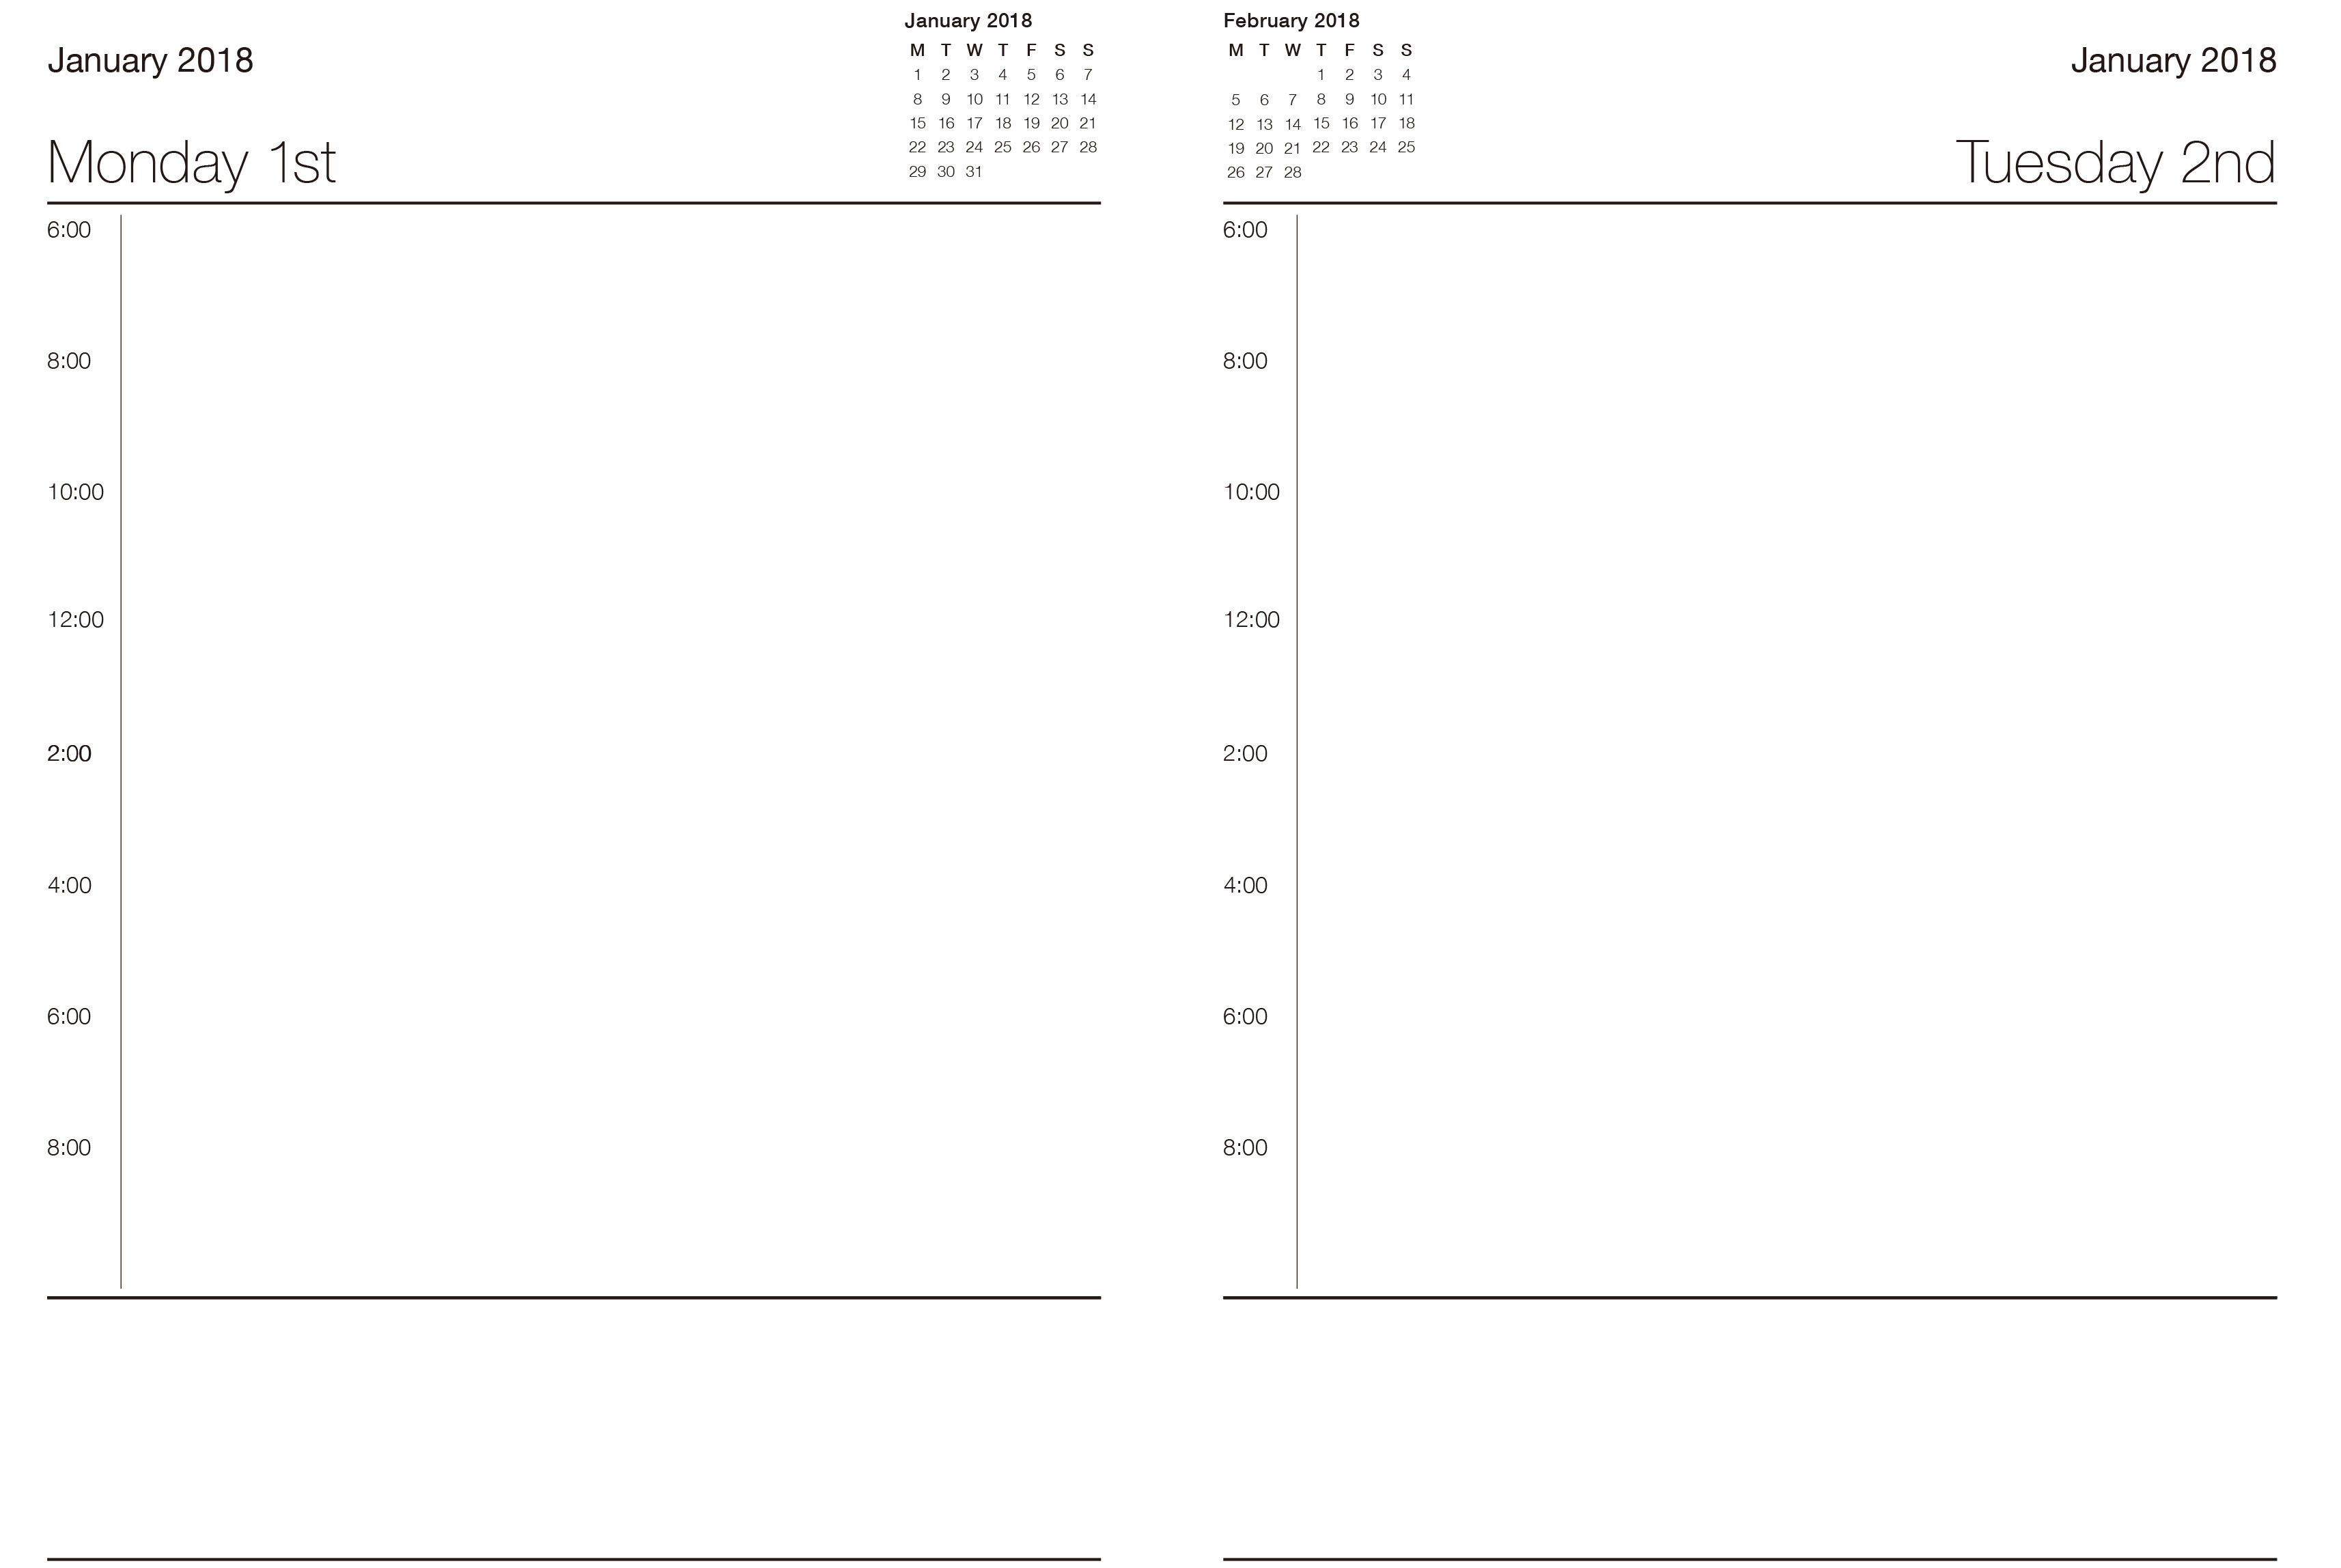 January 2018
Monday 1st
January 2018
M T W T F S S
1 2 3 4 5 6 7
8 9 10 11 12 13 14
15 16 17 18 19 20 21
22 23 24 25 26 27 28
29 30 31
6:00
8:00
10:00
12:00
2:00
4:00
6:00
8:00
February 2018
M T W T F S S
1 2 3 4
5 6 7 8 9 10 11
12 13 14 15 16 17 18
19 20 21 22 23 24 25
26 27 28
January 2018
Tuesday 2nd
6:00
8:00
10:00
12:00
2:00
4:00
6:00
8:00